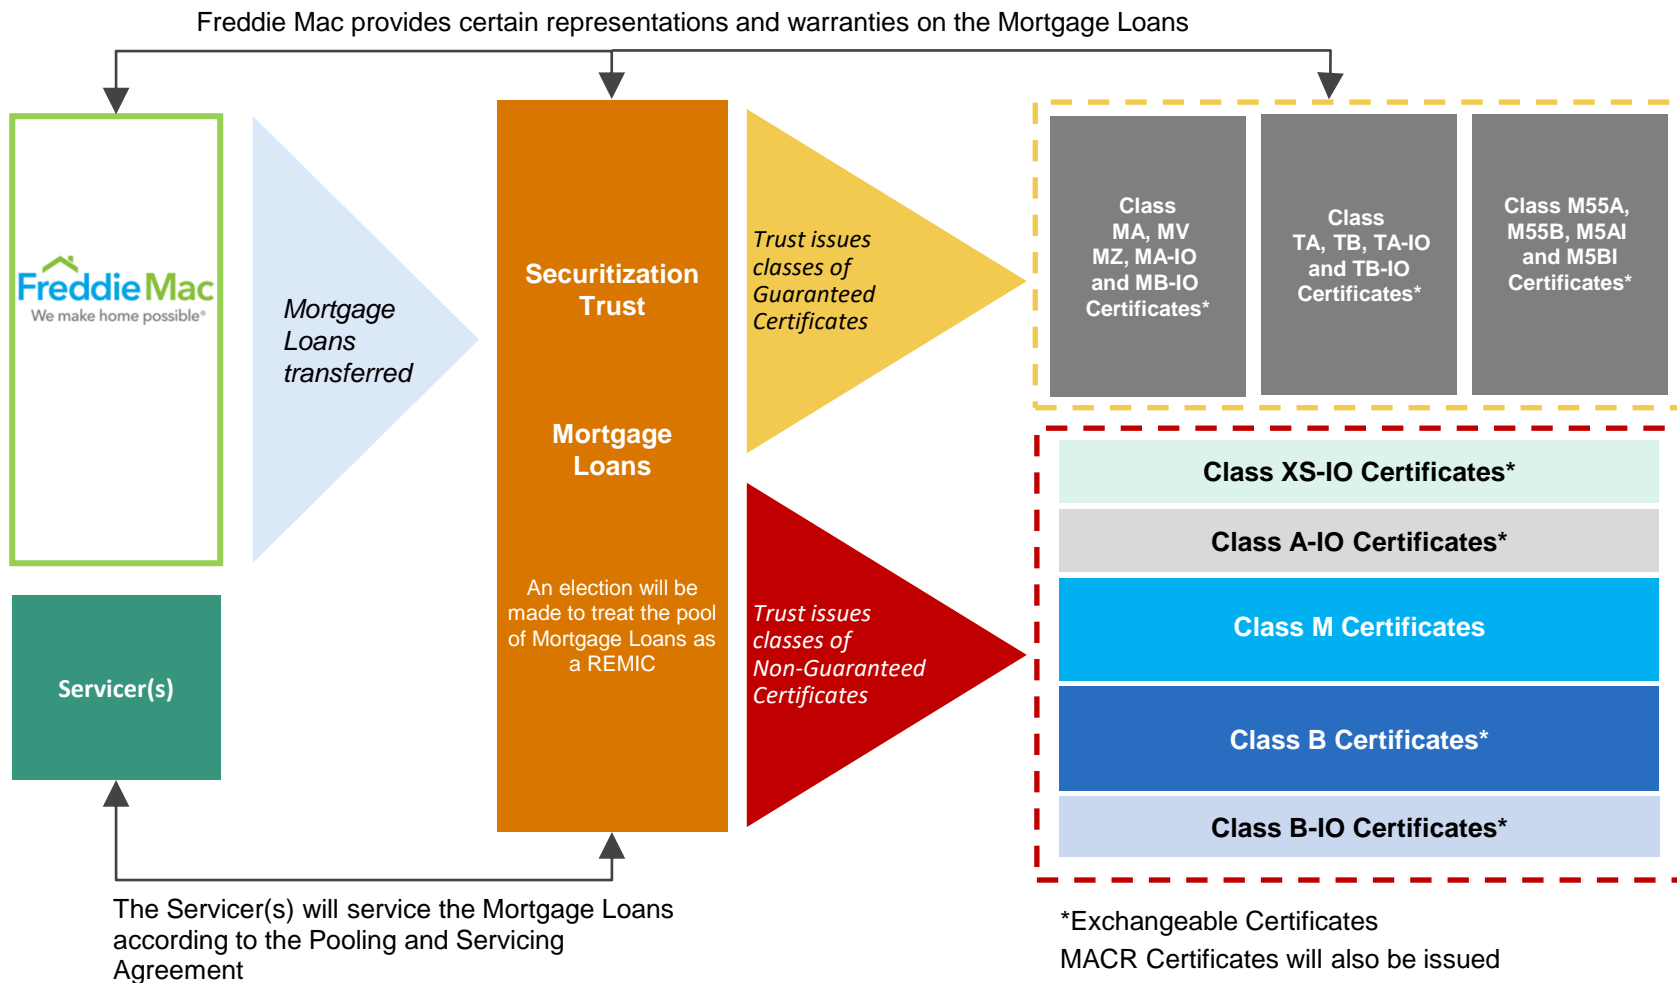 Freddie Mac provides certain representations and warranties on the Mortgage Loans
Freddie Mac
We make home possible®
Mortgage
Loans
transferred
Securitization
Trust
Mortgage
Loans
An election will be
made to treat the pool
of Mortgage Loans as
a REMIC
Trust issues
classes of
Guaranteed
Certificates
Class
MA, MV
MZ, MA-IO
and MB-IO
Certificates*
Class
TA, TB, TA-IO
and TB-IO
Certificates*
Class M55A,
M55B, M5AI
and M5BI
Certificates*
Servicer(s)
Trust issues
classes of
Non-Guaranteed
Certificates
Class XS-IO Certificates*
Class A-IO Certificates*
Class M Certificates
Class B Certificates*
Class B-IO Certificates*
The Servicer(s) will service the Mortgage Loans
according to the Pooling and Servicing
Agreement
*Exchangeable Certificates
MACR Certificates will also be issued